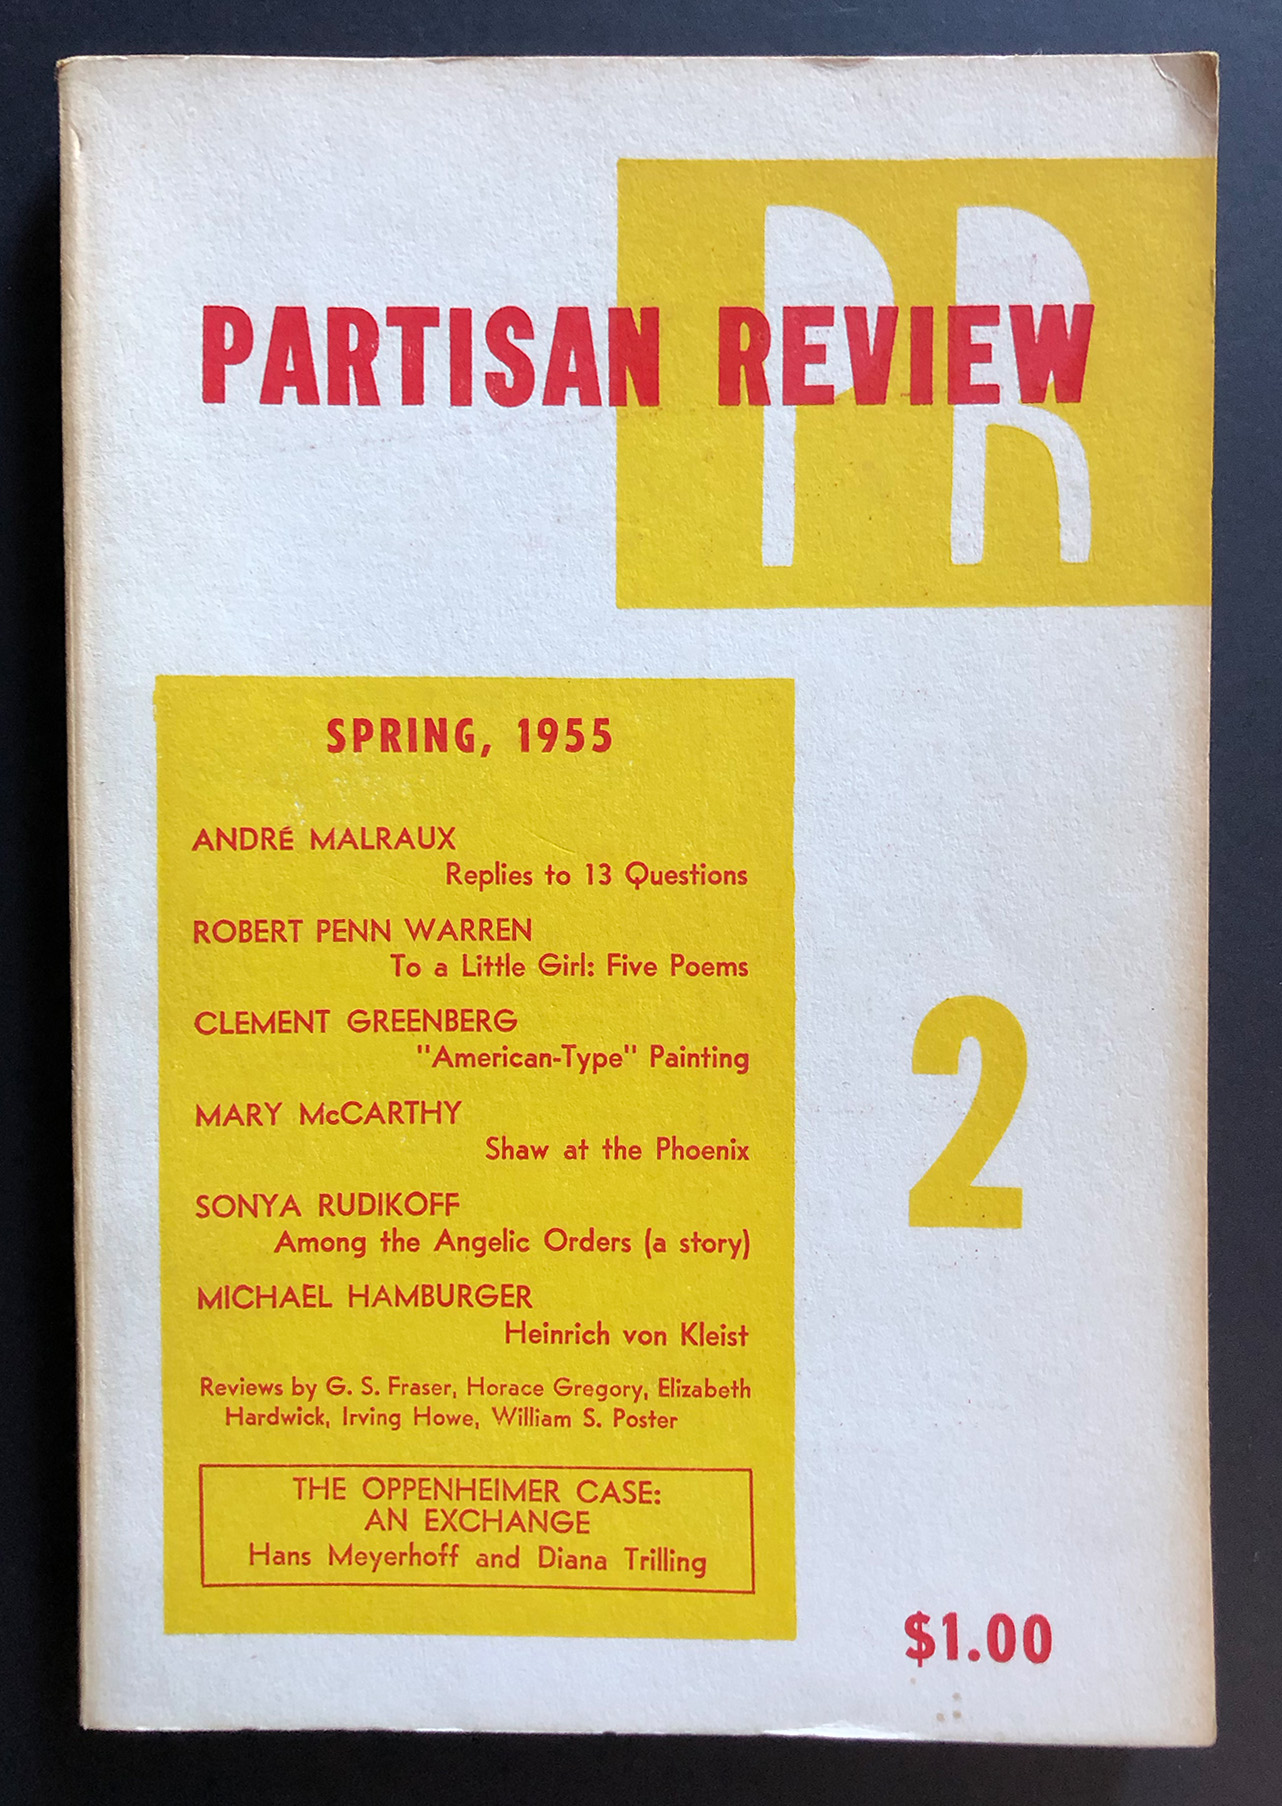 PR
PARTISAN REVIEW
SPRING, 1955
ANDRÉ MALRAUX
Replies to 13 Questions
ROBERT PENN WARREN
To a Little Girl: Five Poems
CLEMENT GREENBERG
"American-Type" Painting
MARY McCARTHY
Shaw at the Phoenix
SONYA RUDIKOFF
Among the Angelic Orders (a story)
MICHAEL HAMBURGER
Heinrich von Kleist
Reviews by G. S. Fraser, Horace Gregory, Elizabeth
Hardwick, Irving Howe, William S. Poster
THE OPPENHEIMER CASE:
AN EXCHANGE
Hans Meyerhoff and Diana Trilling
2
$1.00